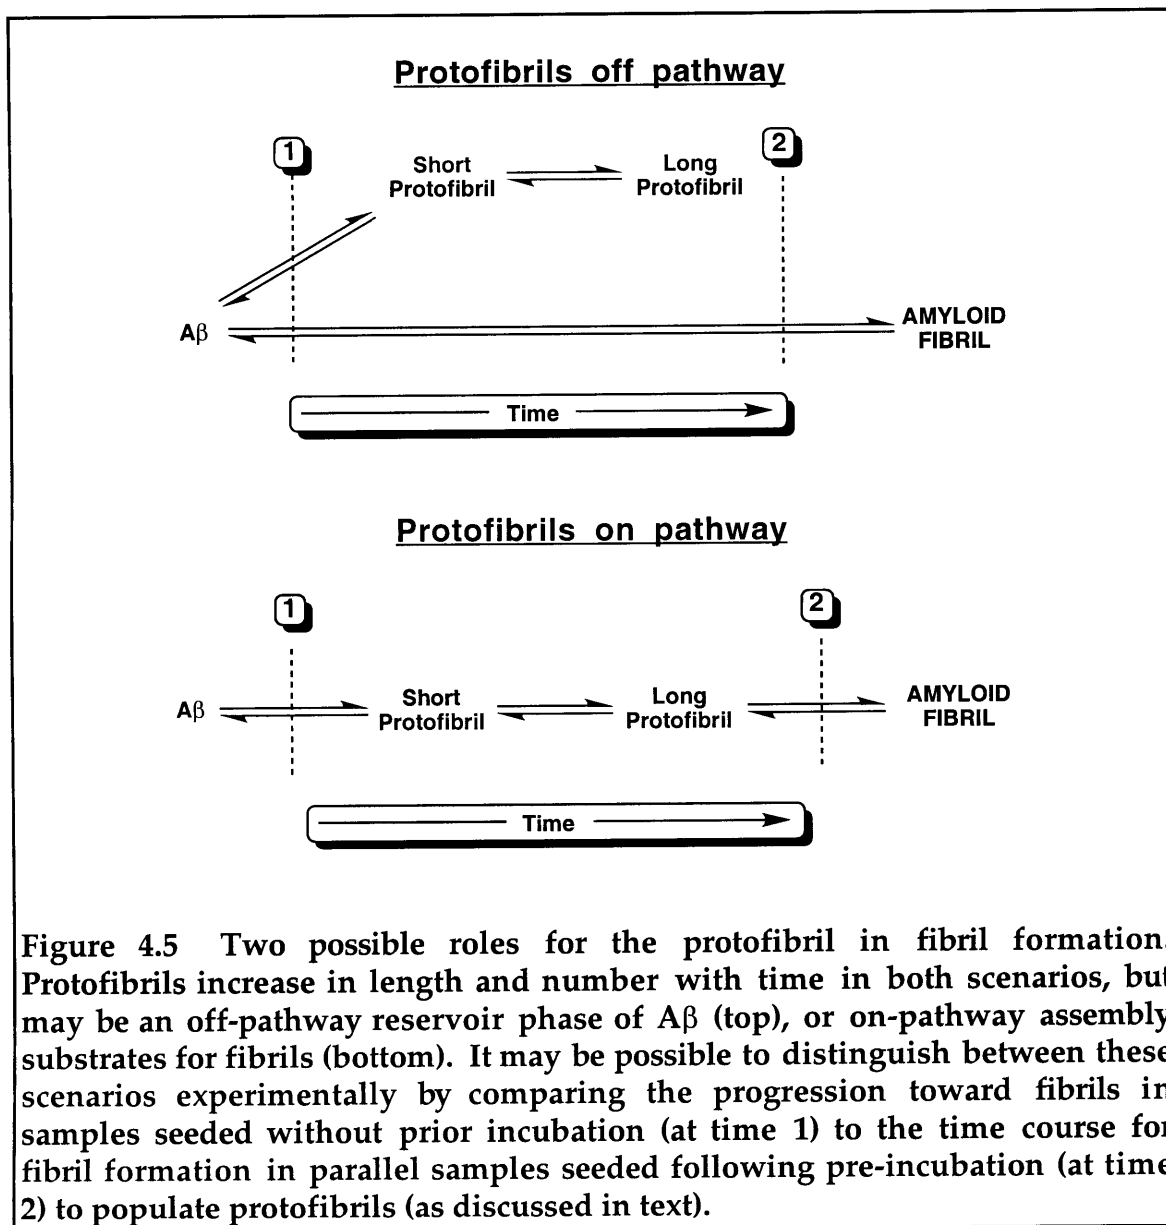 Protofibrils off pathway
1
2
Short
Protofibril
Long
Protofibril
Aβ
AMYLOID
FIBRIL
Time
Protofibrils on pathway
1
2
Aβ
Short
Protofibril
Long
Protofibril
AMYLOID
FIBRIL
Time
Figure 4.5 Two possible roles for the protofibril in fibril formation.
Protofibrils increase in length and number with time in both scenarios, but
may be an off-pathway reservoir phase of Aβ (top), or on-pathway assembly
substrates for fibrils (bottom). It may be possible to distinguish between these
scenarios experimentally by comparing the progression toward fibrils in
samples seeded without prior incubation (at time 1) to the time course for
fibril formation in parallel samples seeded following pre-incubation (at time
2) to populate protofibrils (as discussed in text).